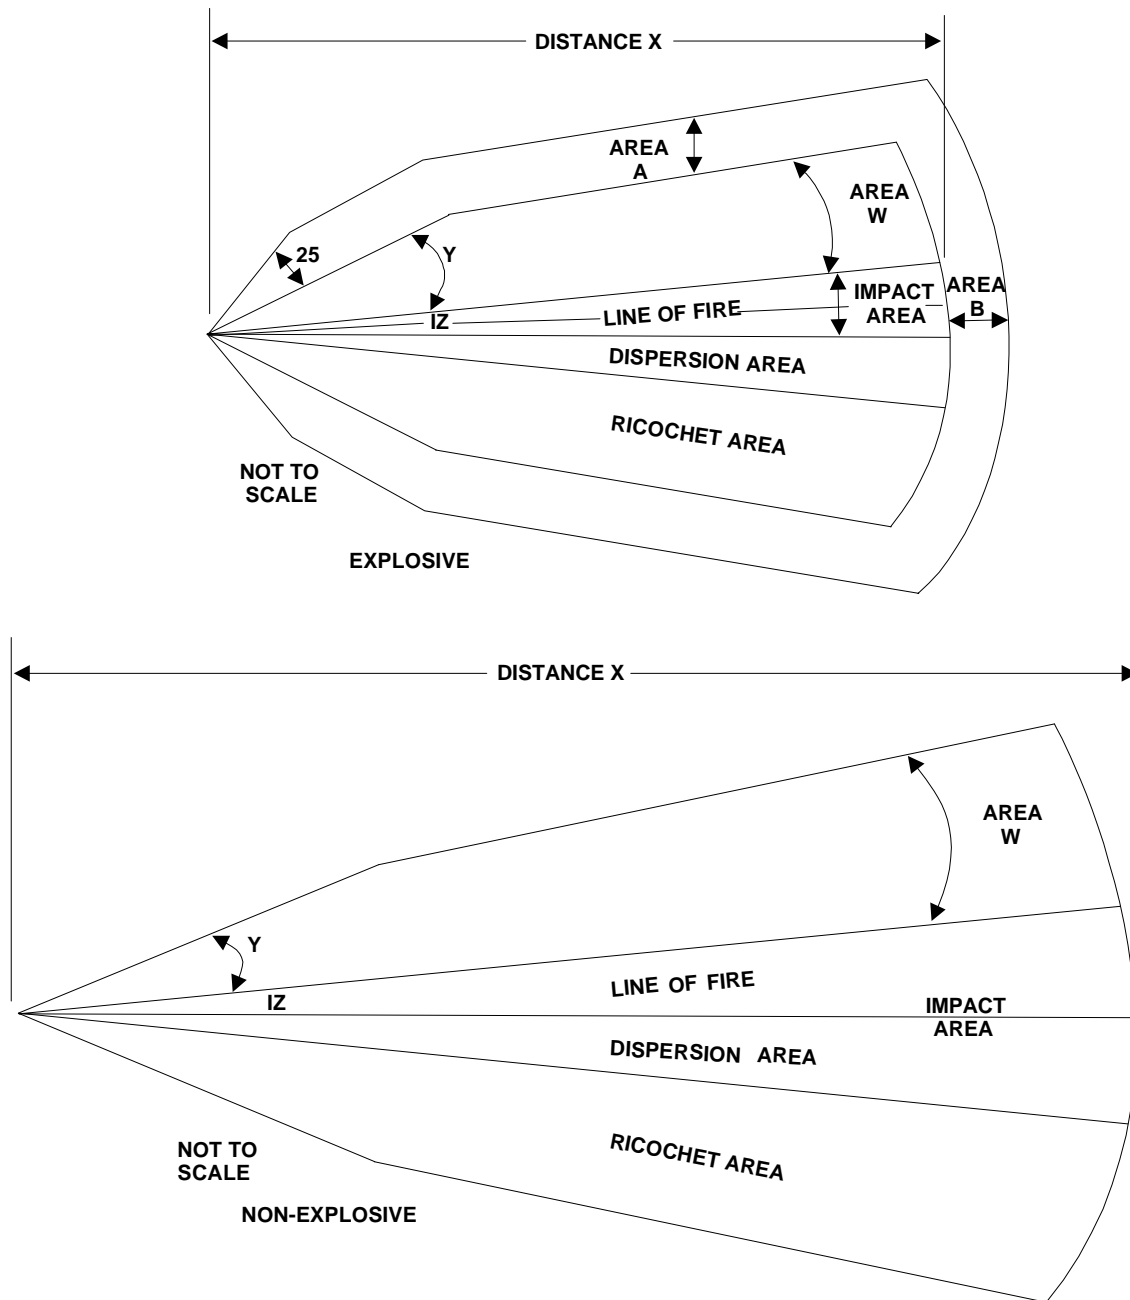 DISTANCE X
AREA
A
AREA
W
25
Y
IMPACT
AREA
AREA
B
IZ
LINE OF FIRE
DISPERSION AREA
RICOCHET AREA
NOT TO
SCALE
EXPLOSIVE
DISTANCE X
AREA
W
Y
LINE OF FIRE
IZ
IMPACT
AREA
DISPERSION AREA
RICOCHET AREA
NOT TO
SCALE
NON-EXPLOSIVE